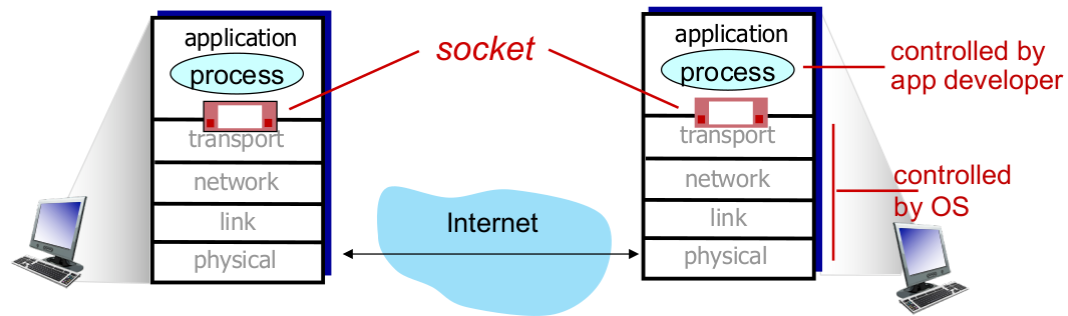 application
process
transport
network
link
physical
socket
Internet
application
process
transport
network
link
physical
controlled by
app developer
controlled
by OS